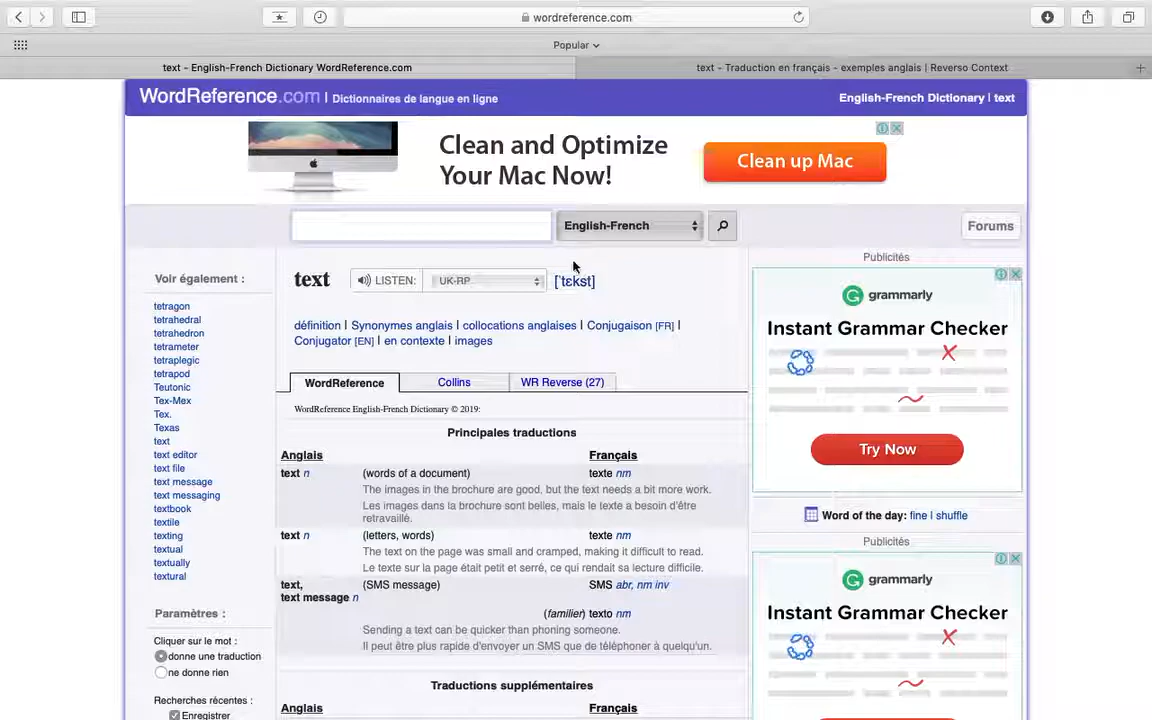 wordreference.com
Popular
text - English-French Dictionary WordReference.com
text - Traduction en français - exemples anglais | Reverso Context
WordReference.com | Dictionnaires de langue en ligne
English-French Dictionary | text
Clean and Optimize
Your Mac Now!
Clean up Mac
English-French
Forums
Voir également :
tetragon
tetrahedral
tetrahedron
tetrameter
tetraplegic
tetrapod
Teutonic
Tex-Mex
Tex.
Texas
text
text editor
text file
text message
text messaging
textbook
textile
texting
textual
textually
textural
Paramètres :
Cliquer sur le mot :
donne une traduction
ne donne rien
Recherches récentes :
Enregistrer
text LISTEN: UK-RP ['tɛkst]
définition | Synonymes anglais | collocations anglaises | Conjugaison [FR] |
Conjugator [EN] | en contexte | images
WordReference Collins WR Reverse (27)
WordReference English-French Dictionary © 2019:
Principales traductions
Anglais Français
text n (words of a document) texte nm
The images in the brochure are good, but the text needs a bit more work.
Les images dans la brochure sont belles, mais le texte a besoin d'être
retravaillé.
text n (letters, words) texte nm
The text on the page was small and cramped, making it difficult to read.
Le texte sur la page était petit et serré, ce qui rendait sa lecture difficile.
text, (SMS message) SMS abr, nm inv
text message n
(familier) texto nm
Sending a text can be quicker than phoning someone.
Il peut être plus rapide d'envoyer un SMS que de téléphoner à quelqu'un.
Traductions supplémentaires
Anglais Français
Publicités
grammarly
Instant Grammar Checker
Try Now
Word of the day: fine | shuffle
Publicités
grammarly
Instant Grammar Checker